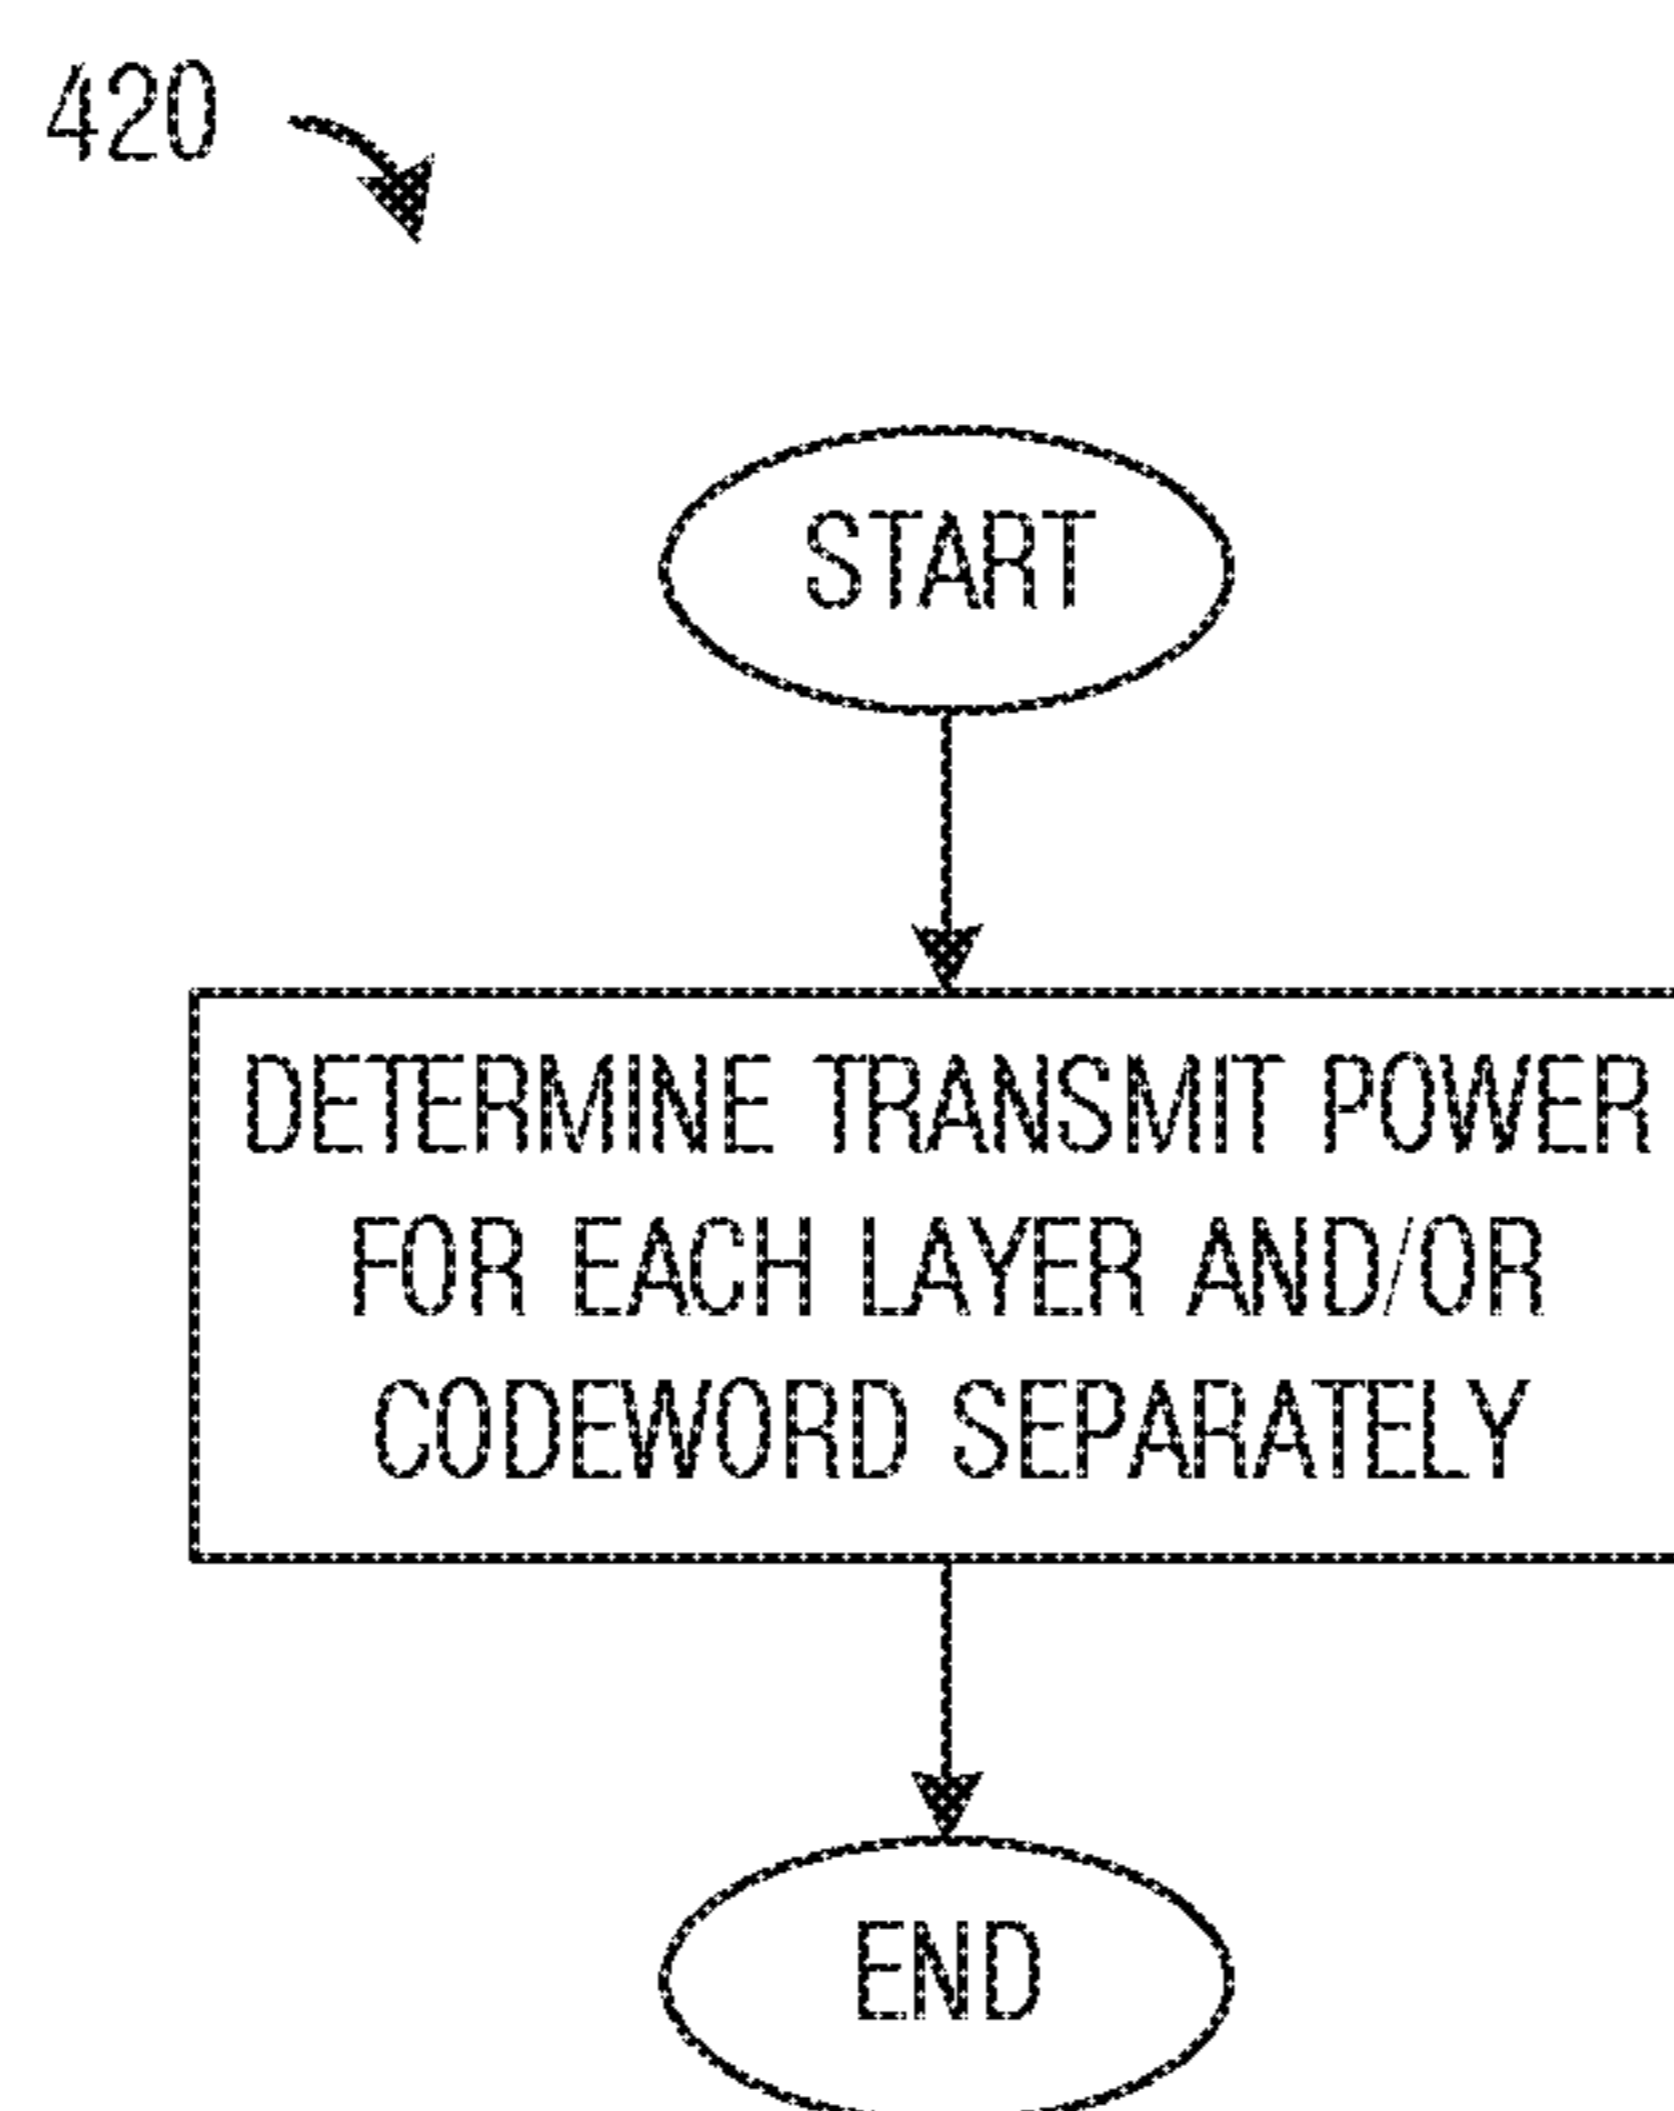 420
START
DETERMINE TRANSMIT POWER
FOR EACH LAYER AND/OR
CODEWORD SEPARATELY
END